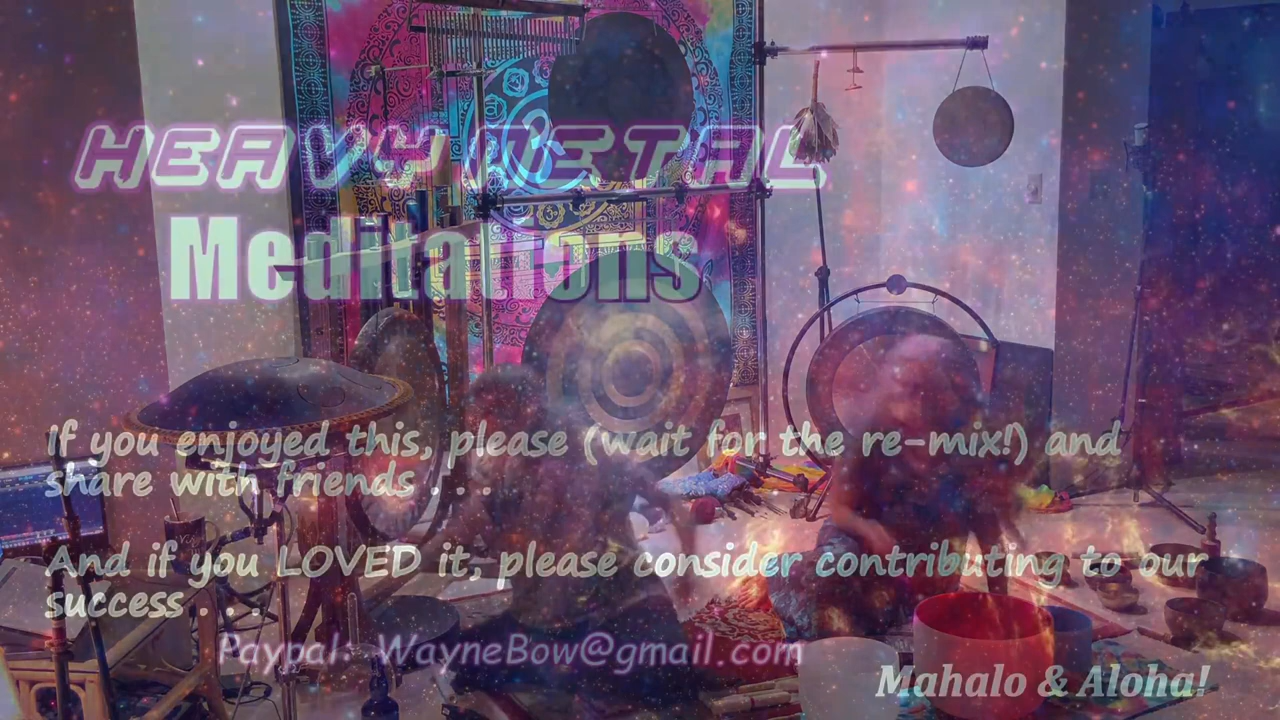 HEAVY METAL
Meditations
If you enjoyed this, please (wait for the re-mix!) and
share with friends . . .
And if you LOVED it, please consider contributing to our
success . . .
Paypal: WayneBow@gmail.com
Mahalo & Aloha!